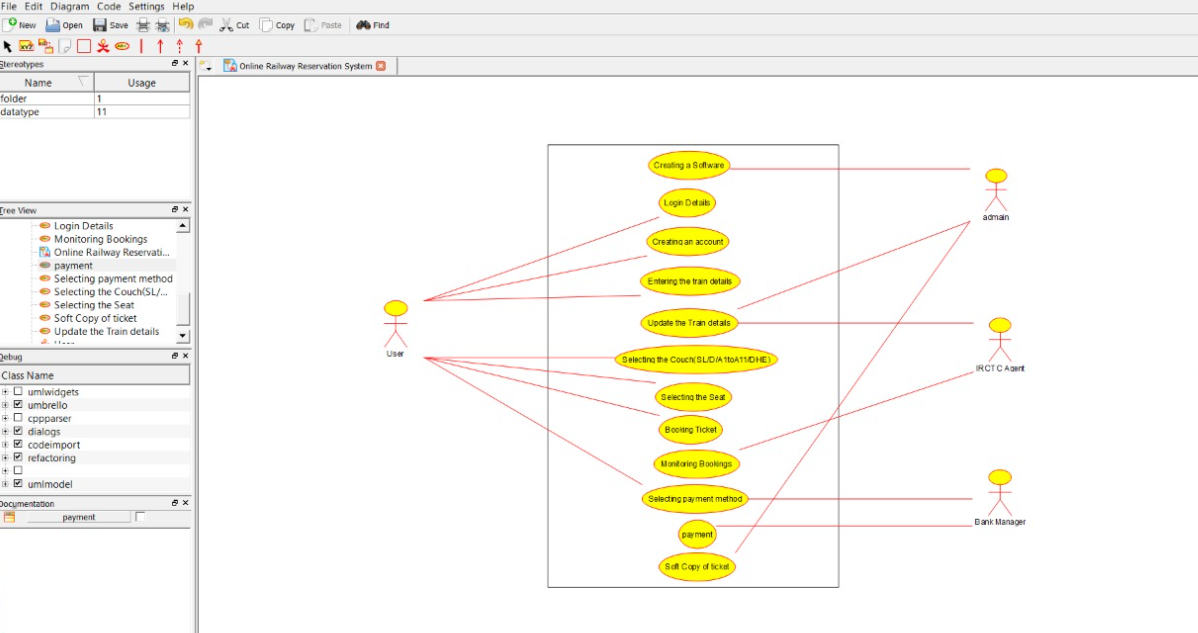 File Edit Diagram Code Settings Help
New Open Save Cut Copy Paste Find
Stereotypes
Online Railway Reservation System
Name Usage
folder 1
datatype 11
Tree View
Login Details
Monitoring Bookings
Online Railway Reservati...
payment
Selecting payment method
Selecting the Couch(SL/...
Selecting the Seat
Soft Copy of ticket
Update the Train details
User
Debug
Class Name
umlwidgets
umbrello
cppparser
dialogs
codeimport
refactoring
umlmodel
Documentation
payment
Creating a Software
Login Details
Creating an account
Entering the train details
Update the Train details
Selecting the Couch(SL/D/A1toA11/DHE)
Selecting the Seat
Booking Ticket
Monitoring Bookings
Selecting payment method
payment
Soft Copy of ticket
User
admain
IRCTC Agent
Bank Manager